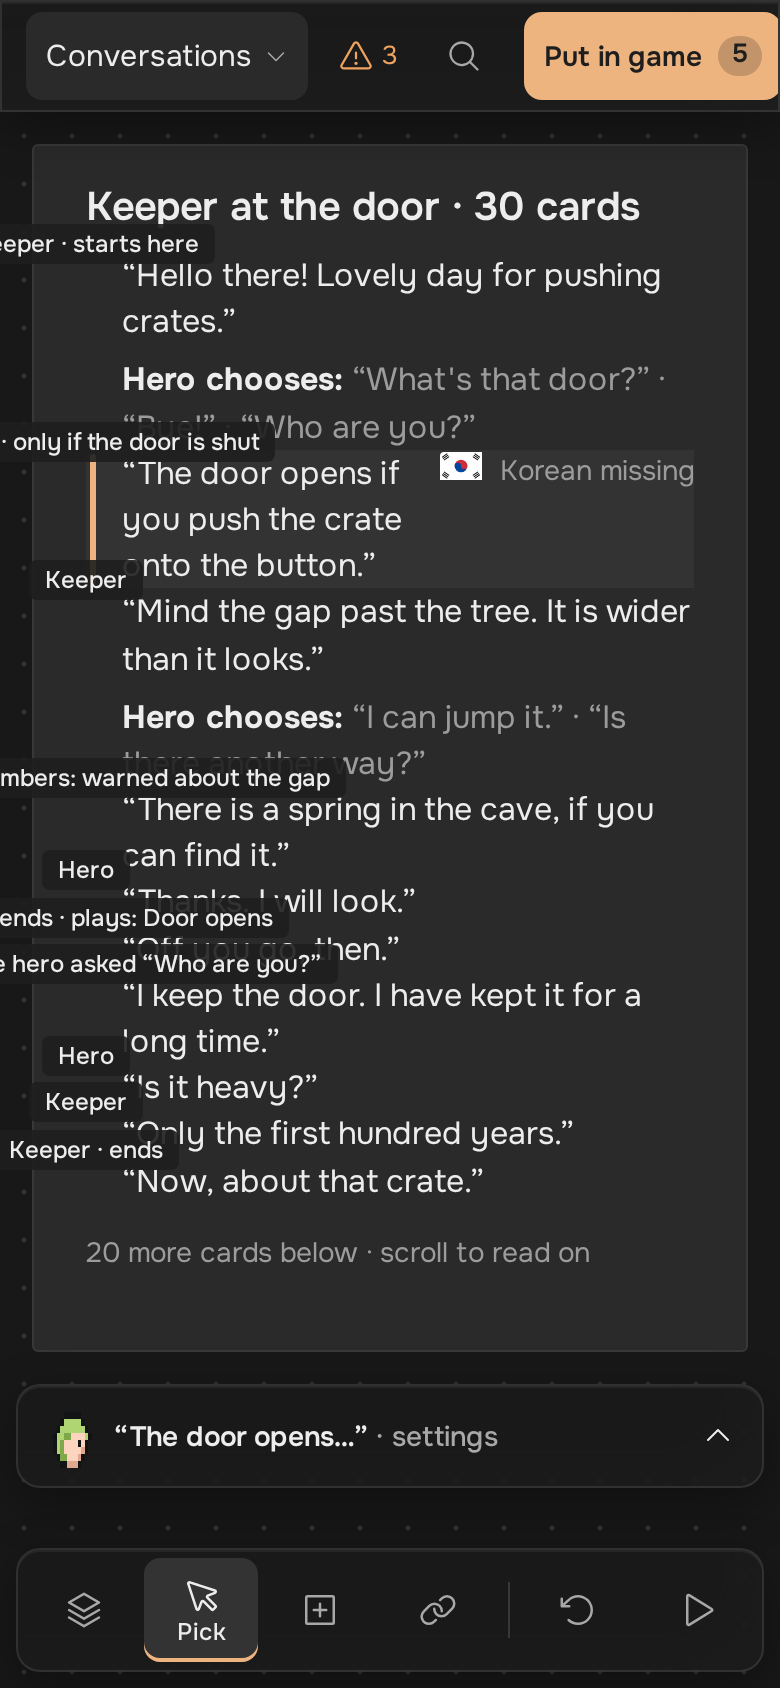 Conversations
3
Put in game 5
Keeper at the door · 30 cards
eeper · starts here
“Hello there! Lovely day for pushing
crates.”
Hero chooses: “What's that door?” ·
“Bye!” · “Who are you?”
· only if the door is shut
“The door opens if
Korean missing
you push the crate
onto the button.”
Keeper
“Mind the gap past the tree. It is wider
than it looks.”
Hero chooses: “I can jump it.” · “Is
there another way?”
mbers: warned about the gap
“There is a spring in the cave, if you
can find it.”
Hero
“Thanks. I will look.”
ends · plays: Door opens
“Off you go, then.”
e hero asked “Who are you?”
“I keep the door. I have kept it for a
long time.”
Hero
“Is it heavy?”
Keeper
“Only the first hundred years.”
Keeper · ends
“Now, about that crate.”
20 more cards below · scroll to read on
“The door opens…” · settings
Pick